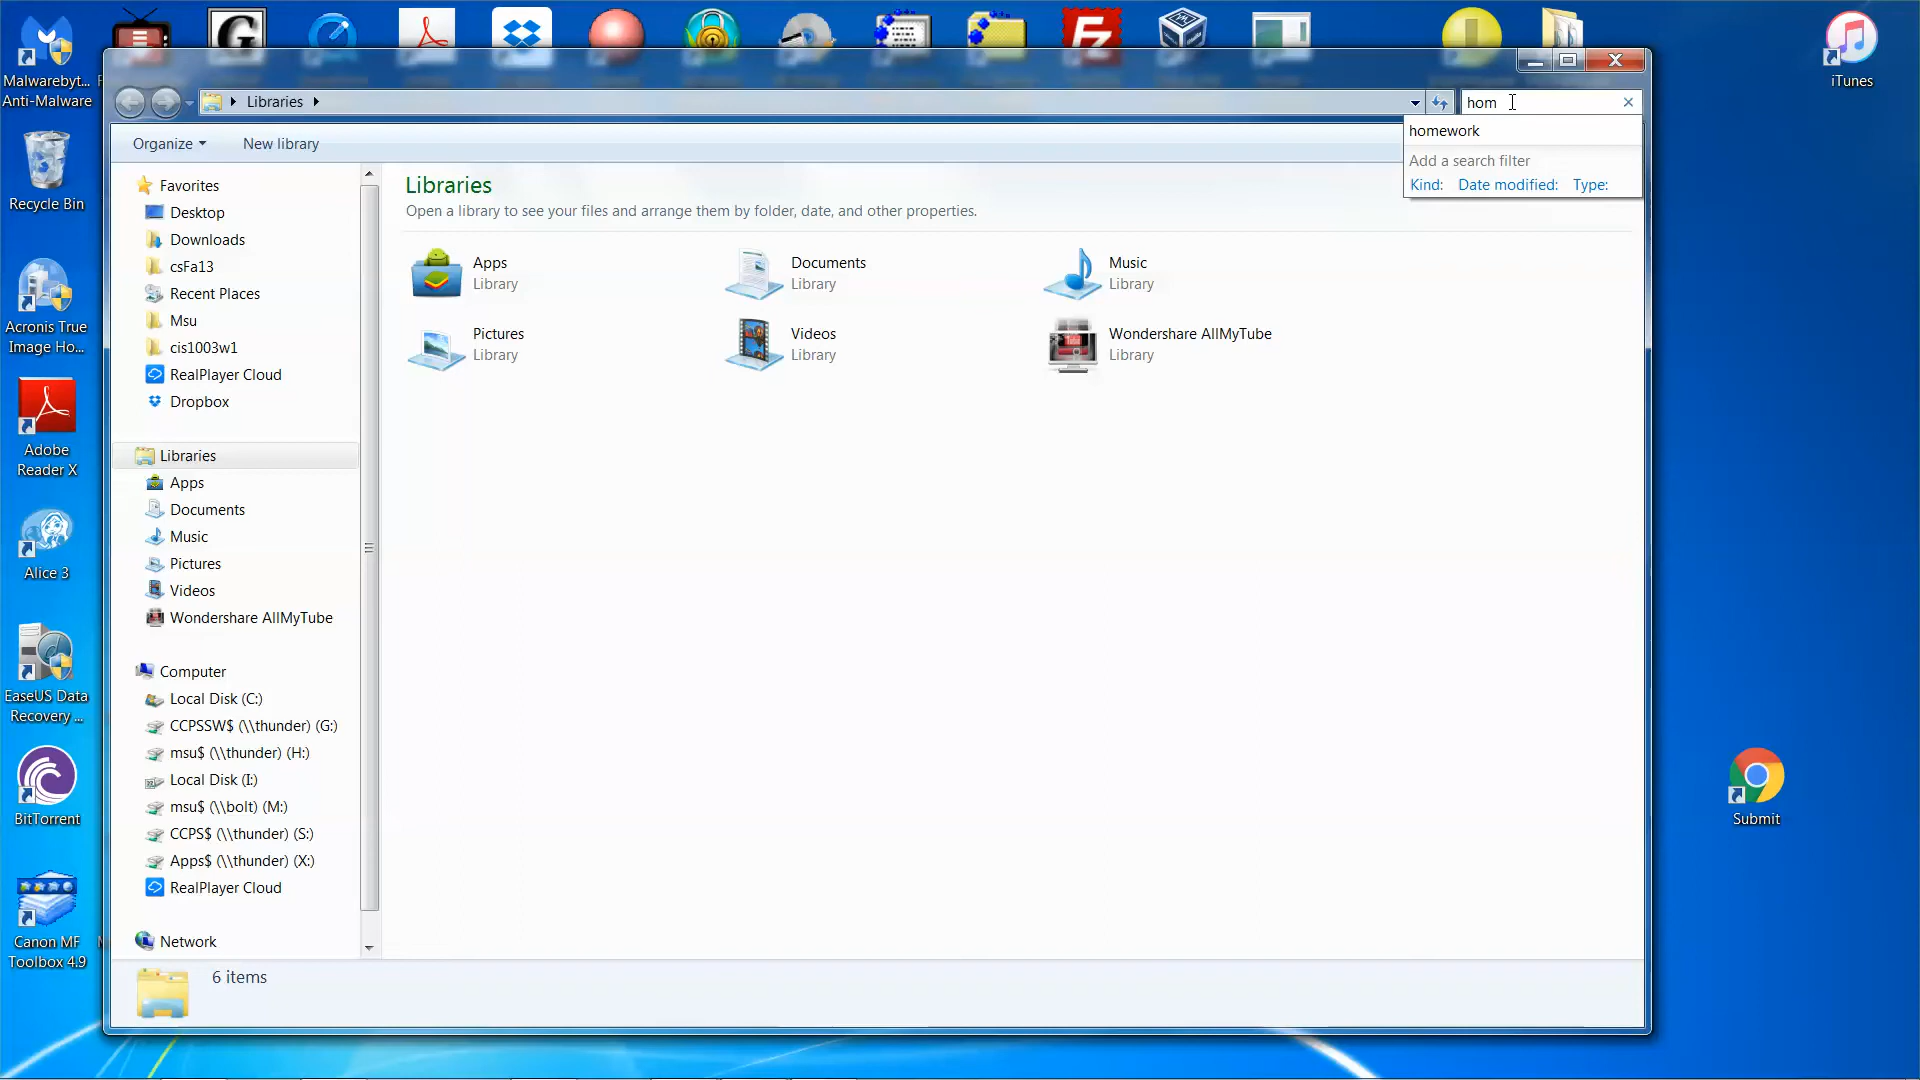 Malwarebyt...
Anti-Malware
iTunes
Libraries
hom
homework
Add a search filter
Kind: Date modified: Type:
Organize
New library
Favorites
Desktop
Downloads
csFa13
Recent Places
Msu
cis1003w1
RealPlayer Cloud
Dropbox
Libraries
Apps
Documents
Music
Pictures
Videos
Wondershare AllMyTube
Computer
Local Disk (C:)
CCPSSW$ (\\thunder) (G:)
msu$ (\\thunder) (H:)
Local Disk (I:)
msu$ (\\bolt) (M:)
CCPS$ (\\thunder) (S:)
Apps$ (\\thunder) (X:)
RealPlayer Cloud
Network
Libraries
Open a library to see your files and arrange them by folder, date, and other properties.
Apps
Library
Documents
Library
Music
Library
Pictures
Library
Videos
Library
Wondershare AllMyTube
Library
6 items
Recycle Bin
Acronis True
Image Ho...
Adobe
Reader X
Alice 3
EaseUS Data
Recovery ...
BitTorrent
Canon MF
Toolbox 4.9
Submit